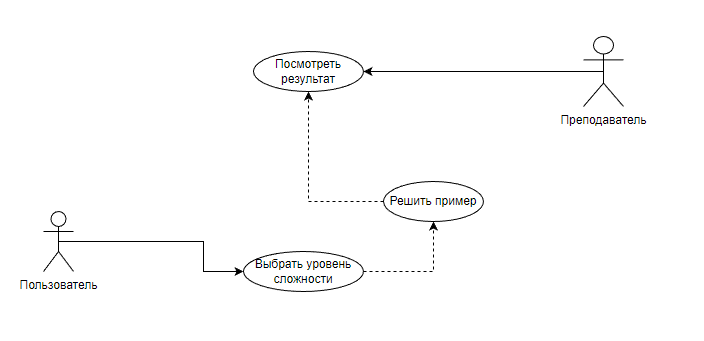 Посмотреть
результат
Преподаватель
Решить пример
Выбрать уровень
сложности
Пользователь